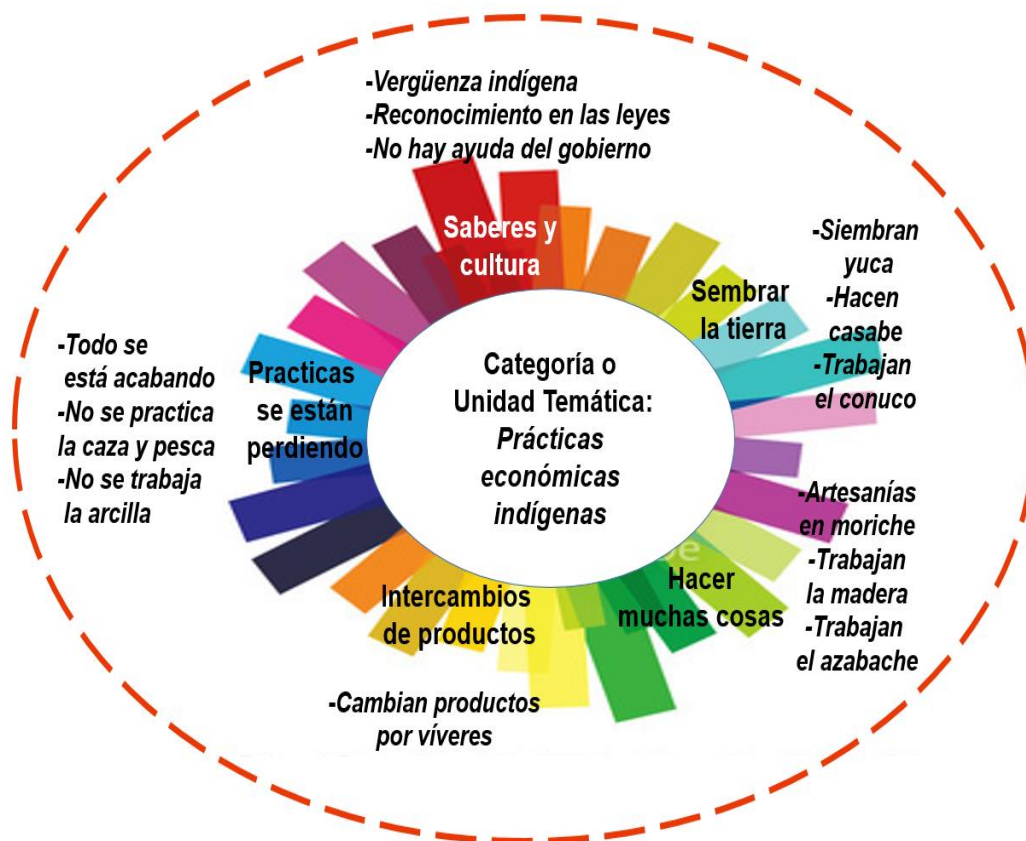 -Vergüenza indígena
-Reconocimiento en las leyes
-No hay ayuda del gobierno
Saberes y
cultura
Sembrar
la tierra
-Siembran
yuca
-Hacen
casabe
-Trabajan
el conuco
Categoría o
Unidad Temática:
Prácticas
económicas
indígenas
Practicas
se están
perdiendo
-Todo se
está acabando
-No se practica
la caza y pesca
-No se trabaja
la arcilla
Hacer
muchas cosas
-Artesanías
en moriche
-Trabajan
la madera
-Trabajan
el azabache
Intercambios
de productos
-Cambian productos
por víveres